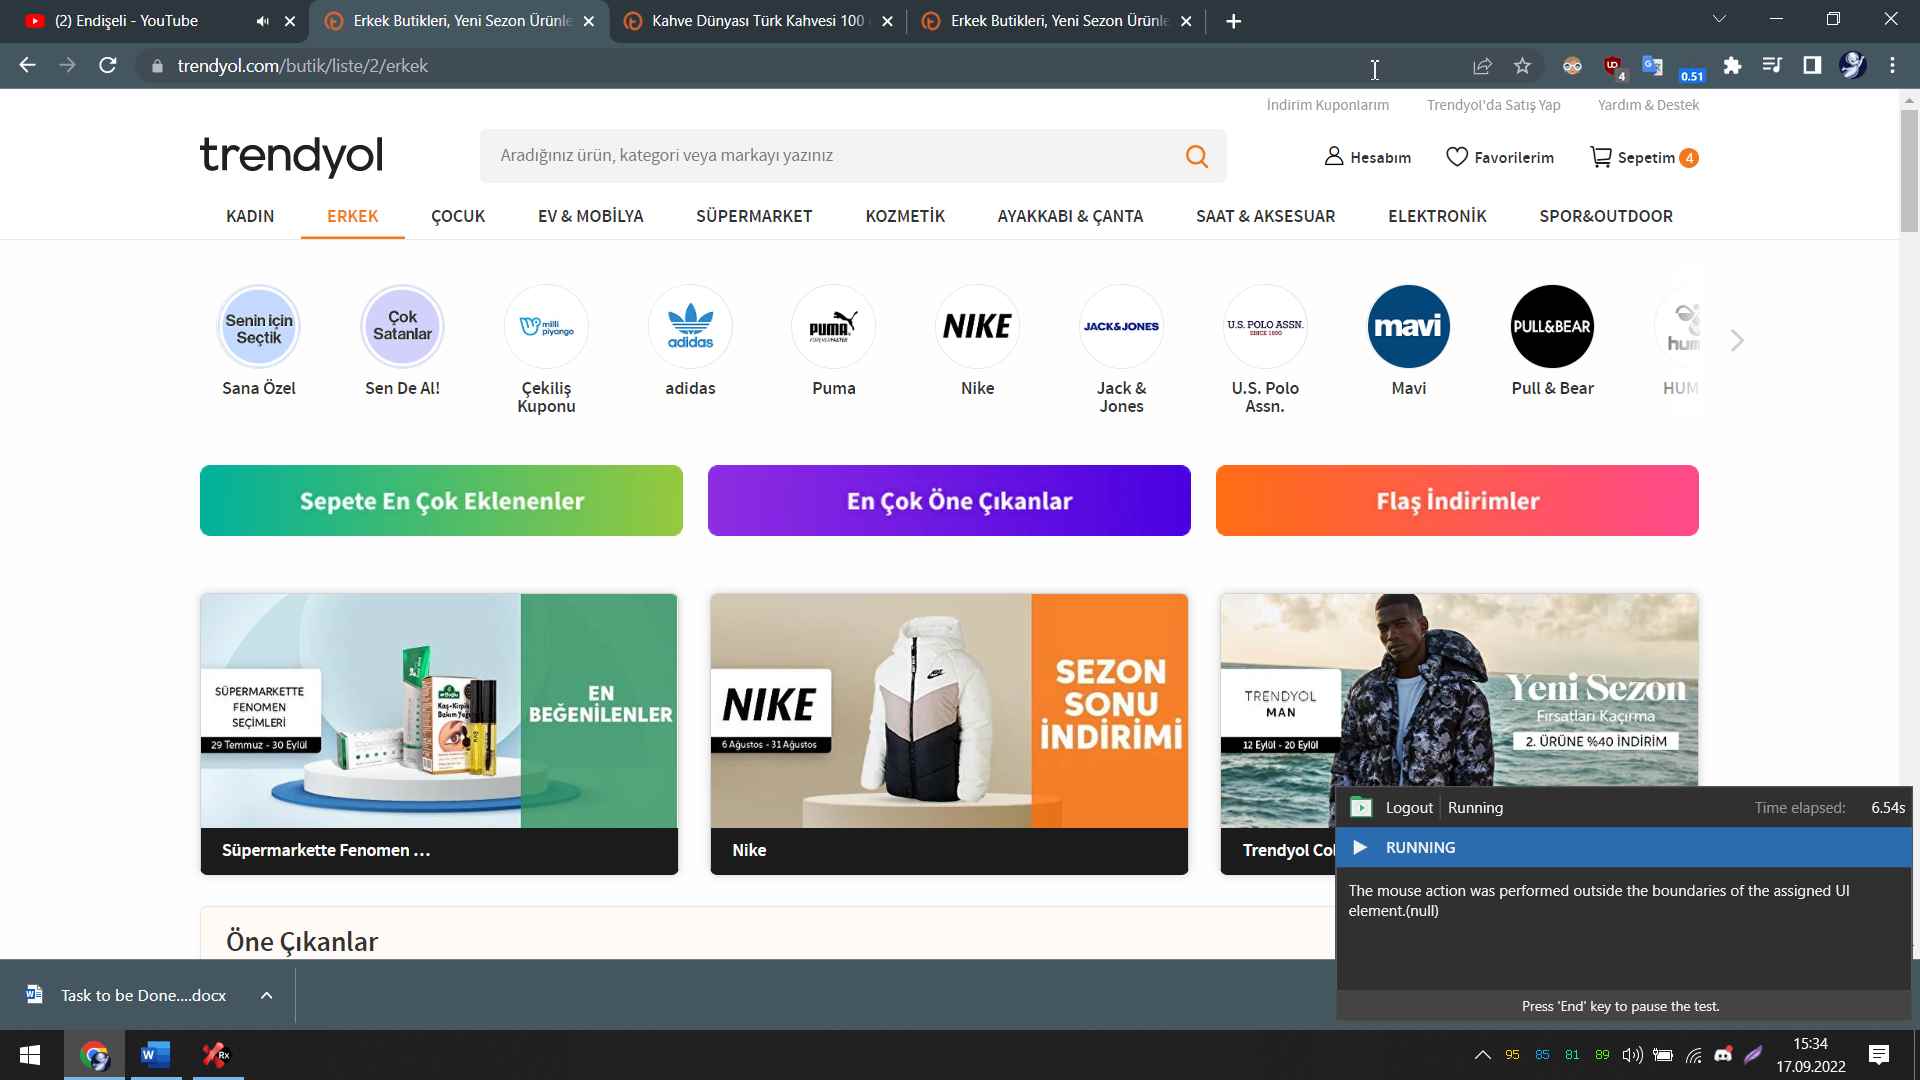 (2) Endişeli - YouTube
Erkek Butikleri, Yeni Sezon Ürünle
Kahve Dünyası Türk Kahvesi 100
Erkek Butikleri, Yeni Sezon Ürünle
trendyol.com/butik/liste/2/erkek
4
0.51
İndirim Kuponlarım
Trendyol'da Satış Yap
Yardım & Destek
trendyol
Aradığınız ürün, kategori veya markayı yazınız
Hesabım
Favorilerim
Sepetim 4
KADIN
ERKEK
ÇOCUK
EV & MOBİLYA
SÜPERMARKET
KOZMETİK
AYAKKABI & ÇANTA
SAAT & AKSESUAR
ELEKTRONİK
SPOR&OUTDOOR
Senin için
Seçtik
Sana Özel
Çok
Satanlar
Sen De Al!
milli
piyango
Çekiliş
Kuponu
adidas
adidas
PUMA
FOREVER FASTER
Puma
NIKE
Nike
JACK&JONES
Jack &
Jones
U.S. POLO ASSN.
SINCE 1890
U.S. Polo
Assn.
mavi
Mavi
PULL&BEAR
Pull & Bear
hum
HUM
Sepete En Çok Eklenenler
En Çok Öne Çıkanlar
Flaş İndirimler
SÜPERMARKETTE
FENOMEN
SEÇİMLERİ
29 Temmuz - 30 Eylül
EN
BEĞENİLENLER
Süpermarkette Fenomen ...
NIKE
6 Ağustos - 31 Ağustos
SEZON
SONU
İNDİRİMİ
Nike
TRENDYOL
MAN
12 Eylül - 20 Eylül
Yeni Sezon
Fırsatları Kaçırma
2. ÜRÜNE %40 İNDİRİM
Trendyol Col
Öne Çıkanlar
Logout
Running
Time elapsed:
6.54s
RUNNING
The mouse action was performed outside the boundaries of the assigned UI
element.(null)
Press 'End' key to pause the test.
Task to be Done....docx
95
85
81
89
15:34
17.09.2022